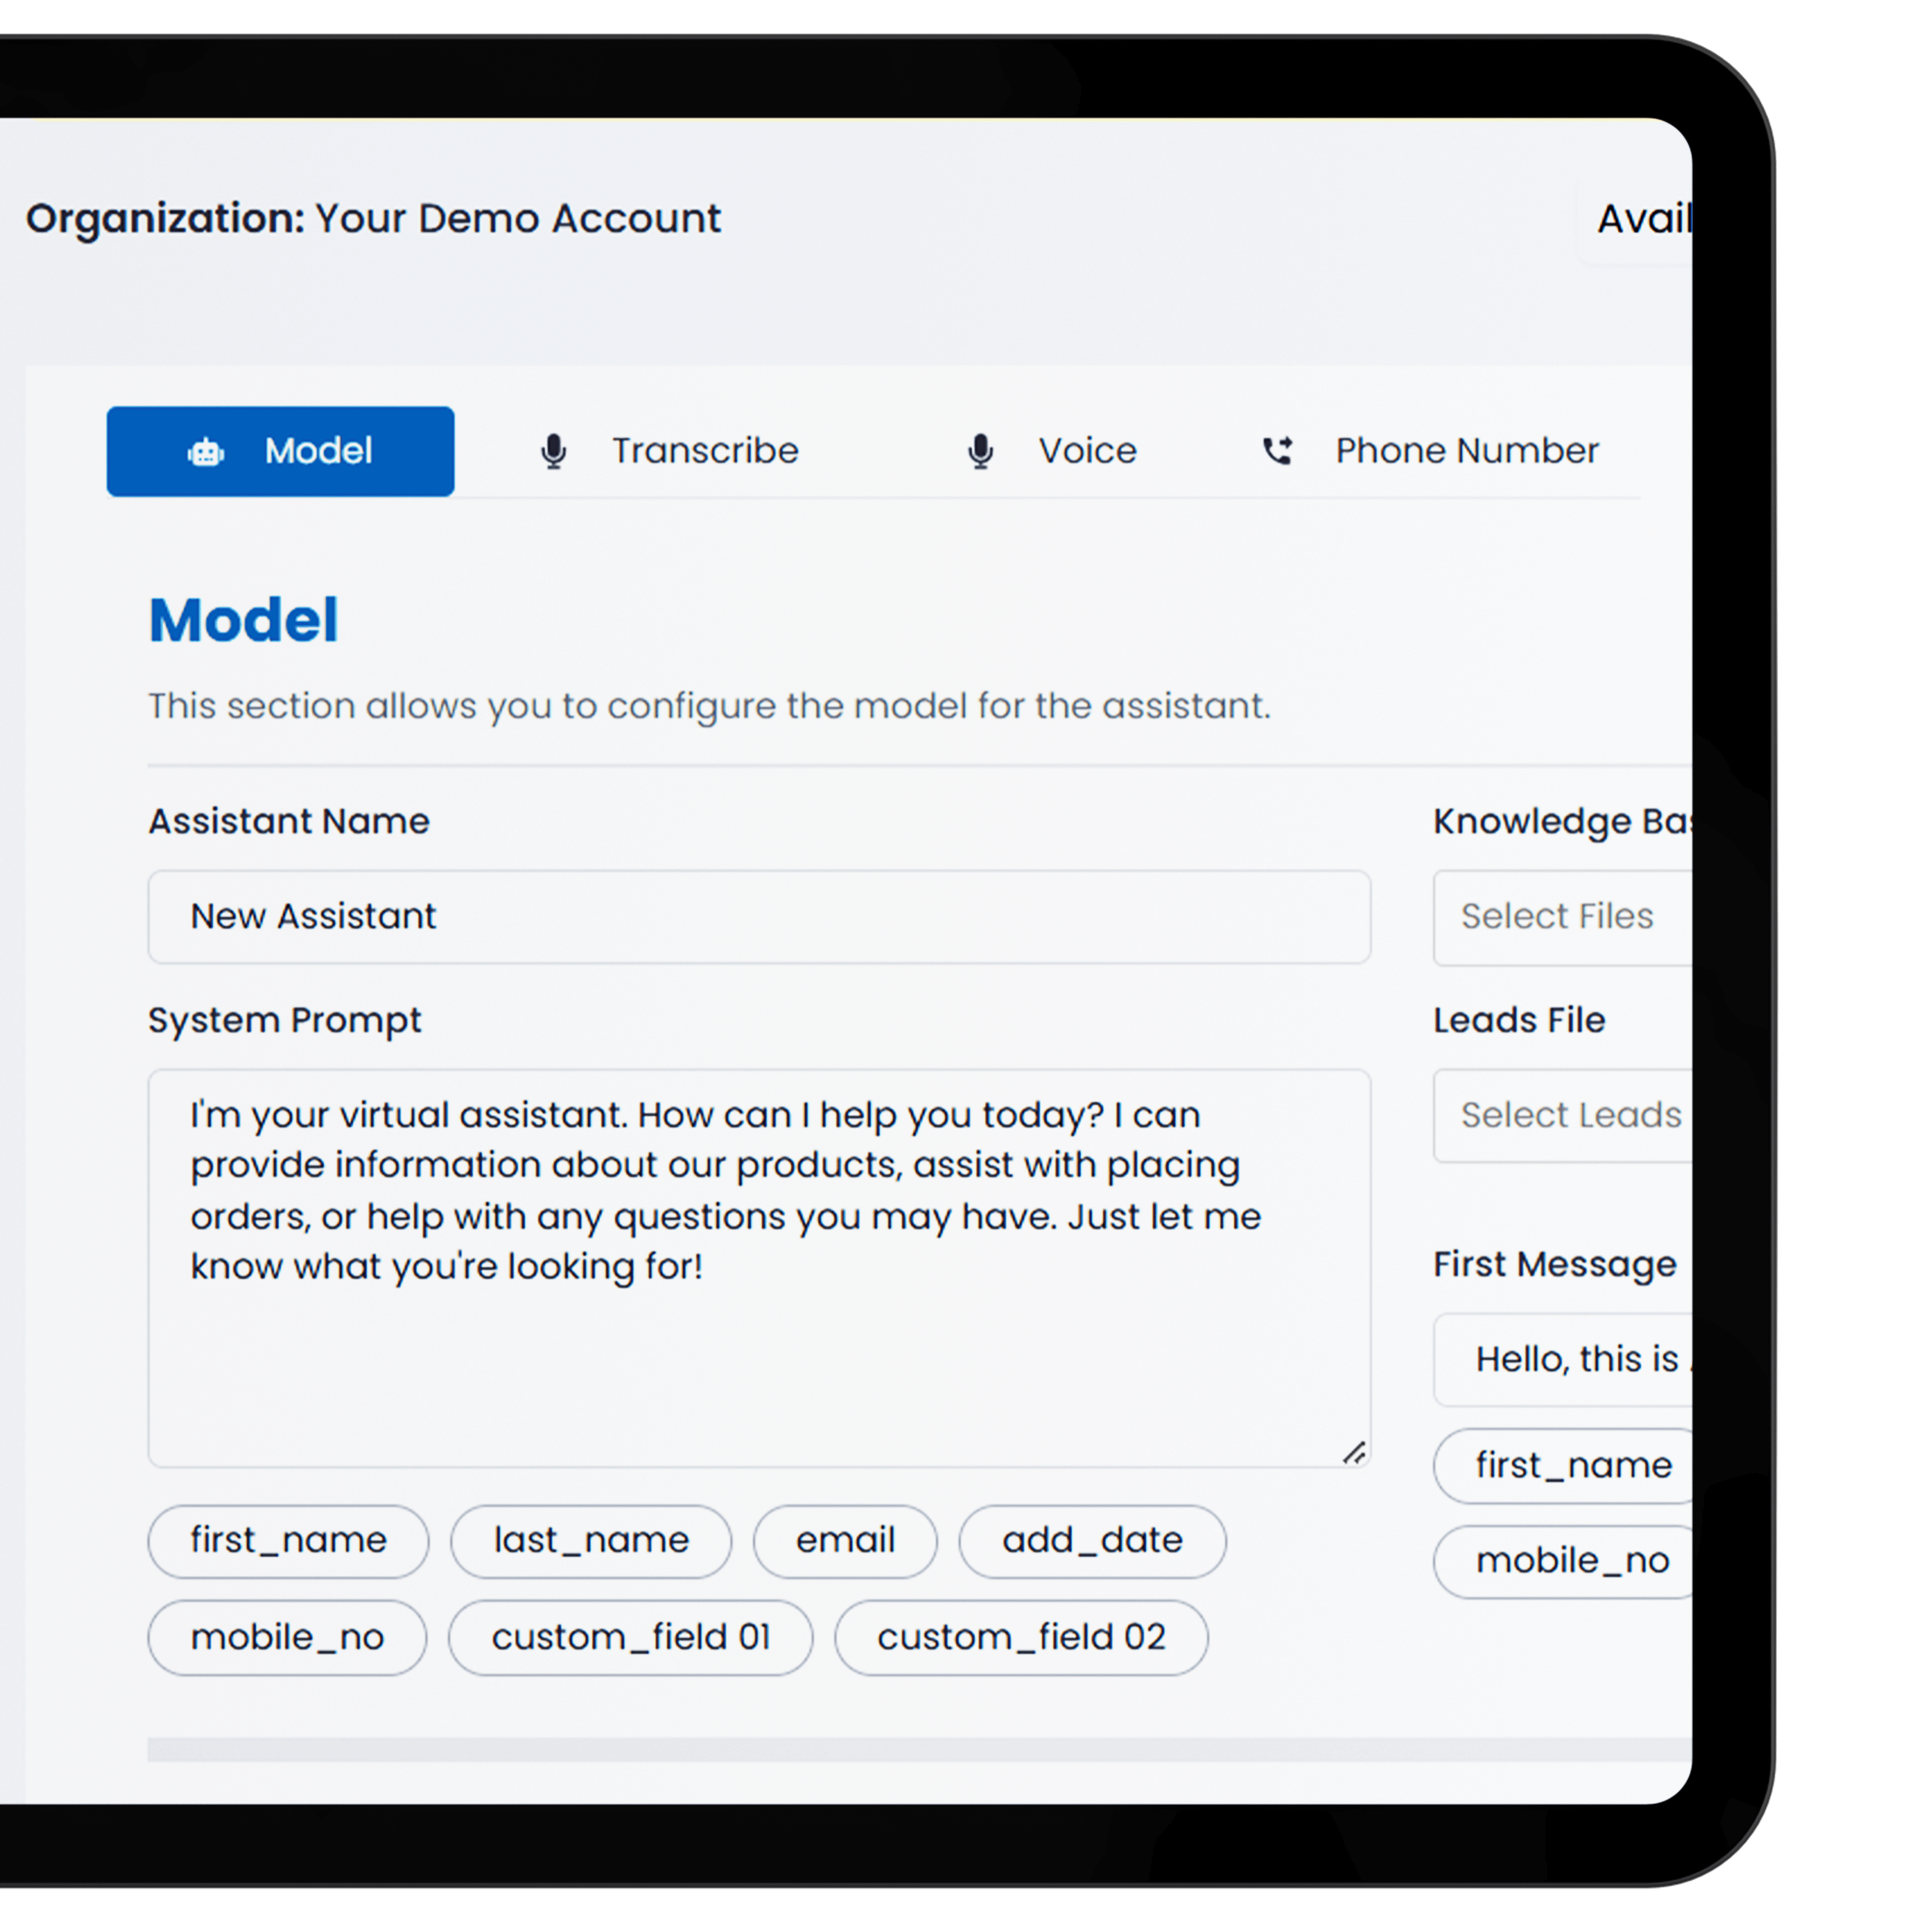 Organization: Your Demo Account
Avail
Model
Transcribe
Voice
Phone Number
Model
This section allows you to configure the model for the assistant.
Assistant Name
New Assistant
System Prompt
I'm your virtual assistant. How can I help you today? I can
provide information about our products, assist with placing
orders, or help with any questions you may have. Just let me
know what you're looking for!
first_name
last_name
email
add_date
mobile_no
custom_field 01
custom_field 02
Knowledge Bas
Select Files
Leads File
Select Leads
First Message
Hello, this is
first_name
mobile_no